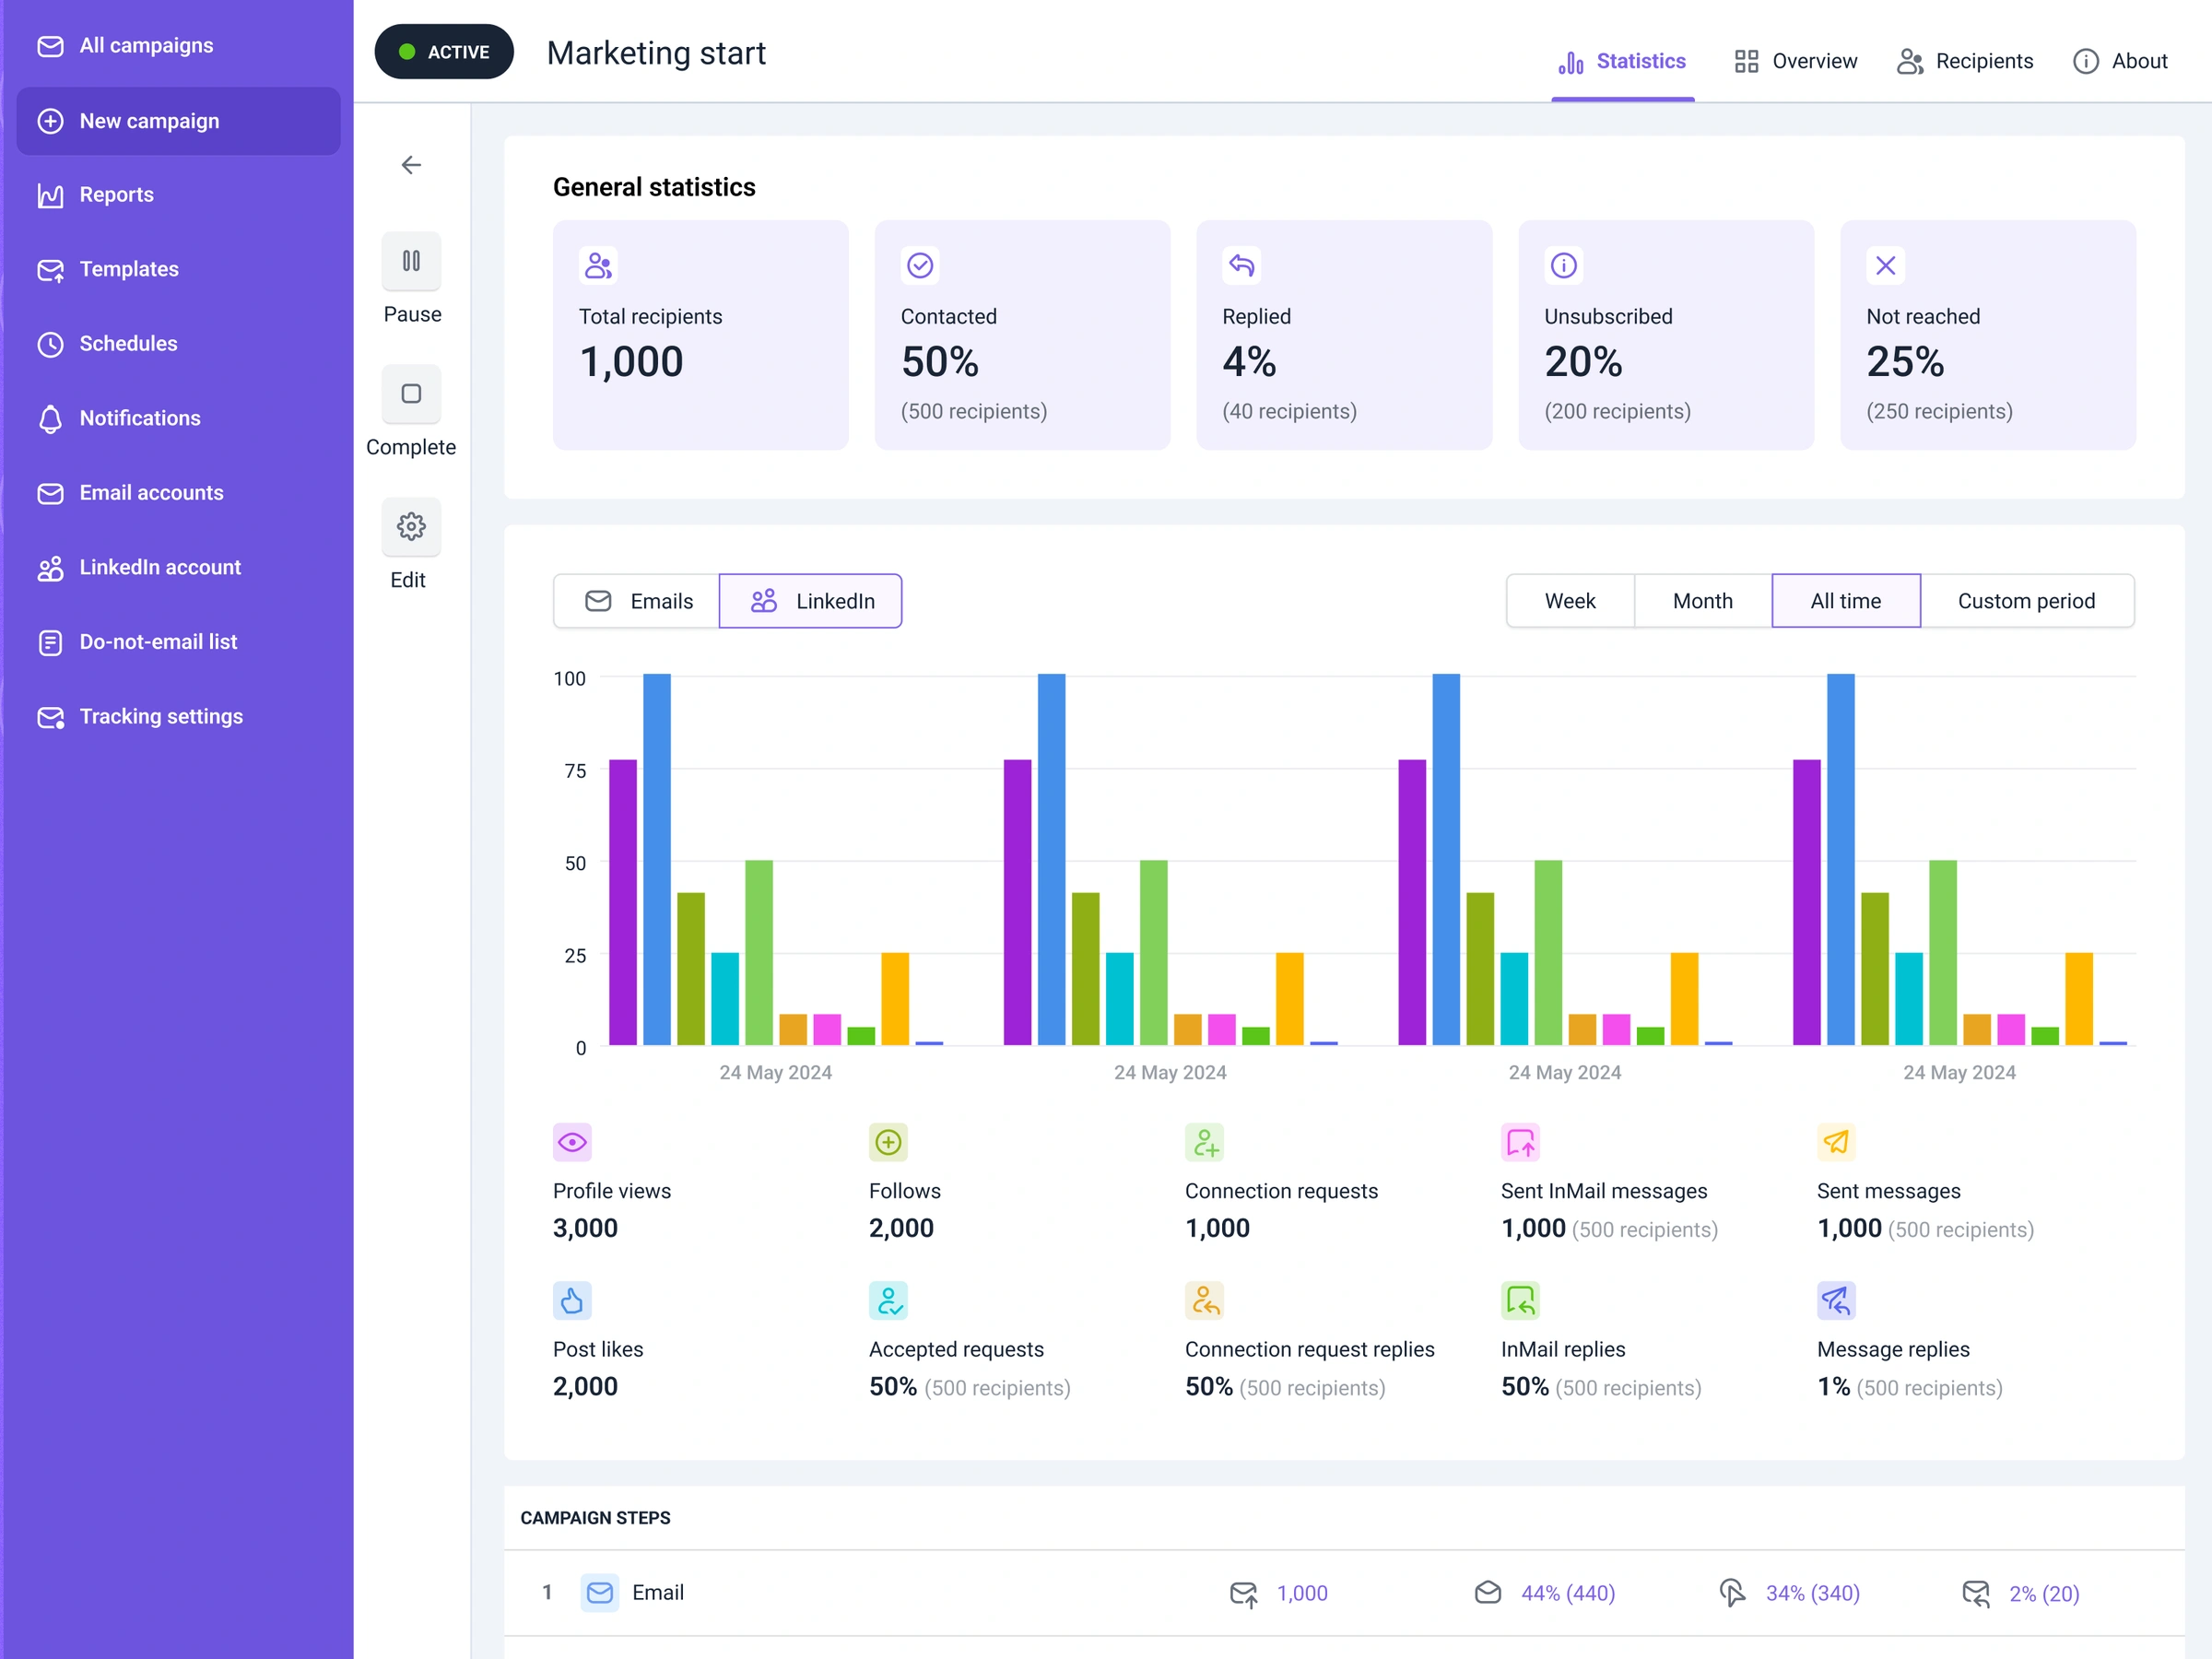 All campaigns
New campaign
Reports
Templates
Schedules
Notifications
Email accounts
LinkedIn account
Do-not-email list
Tracking settings
ACTIVE
Marketing start
Statistics
Overview
Recipients
About
Pause
Complete
Edit
General statistics
Total recipients
1,000
Contacted
50%
(500 recipients)
Replied
4%
(40 recipients)
Unsubscribed
20%
(200 recipients)
Not reached
25%
(250 recipients)
Emails
LinkedIn
Week
Month
All time
Custom period
100
75
50
25
0
24 May 2024
24 May 2024
24 May 2024
24 May 2024
Profile views
3,000
Follows
2,000
Connection requests
1,000
Sent InMail messages
1,000 (500 recipients)
Sent messages
1,000 (500 recipients)
Post likes
2,000
Accepted requests
50% (500 recipients)
Connection request replies
50% (500 recipients)
InMail replies
50% (500 recipients)
Message replies
1% (500 recipients)
CAMPAIGN STEPS
1 Email 1,000 44% (440) 34% (340) 2% (20)